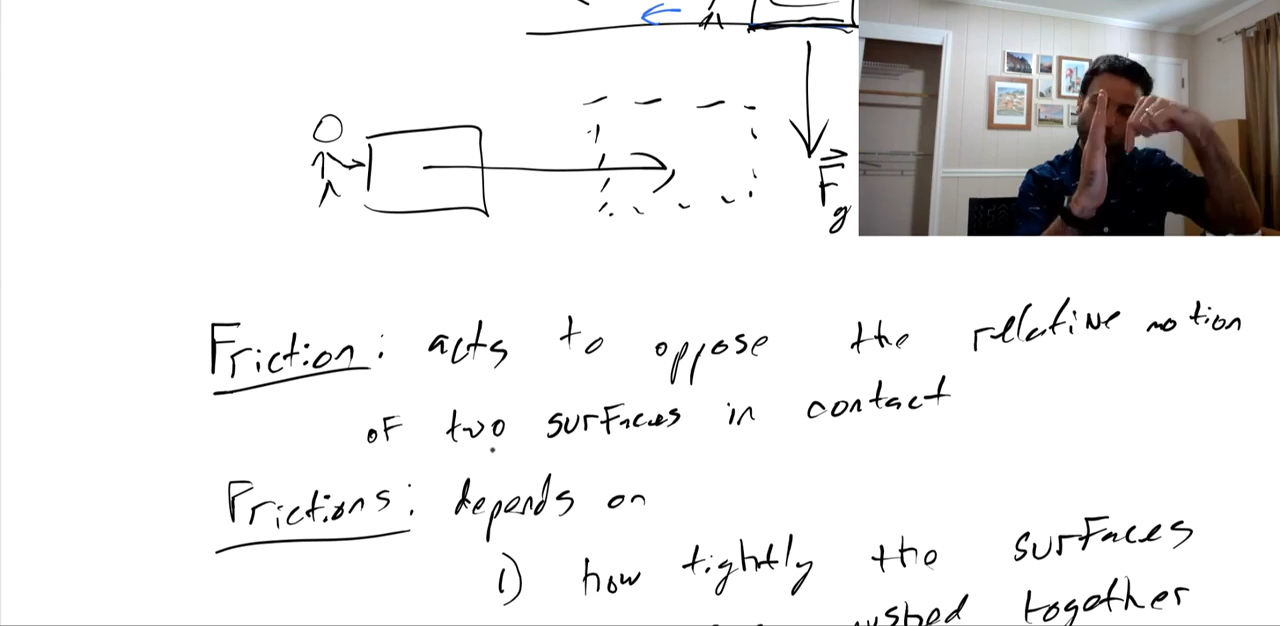 F g
Friction: acts to oppose the relative motion
of two surfaces in contact
Frictions: depends on
1) how tightly the surfaces
together